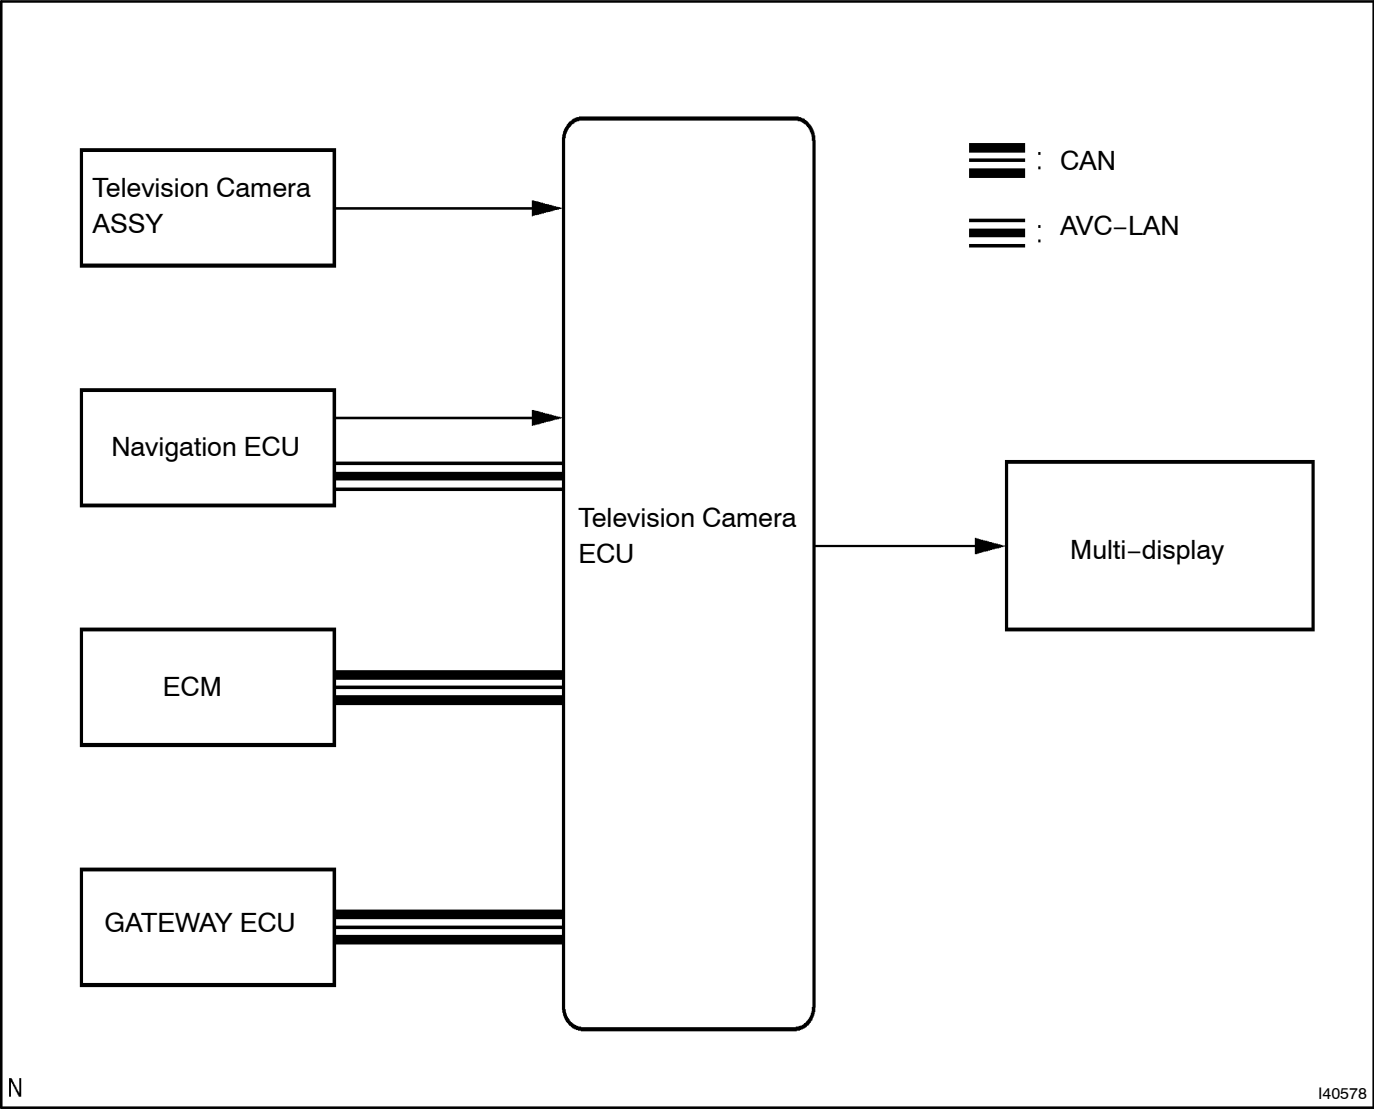 Television Camera
ASSY
: CAN
: AVC−LAN
Navigation ECU
Television Camera
ECU
Multi−display
ECM
GATEWAY ECU
N
I40578